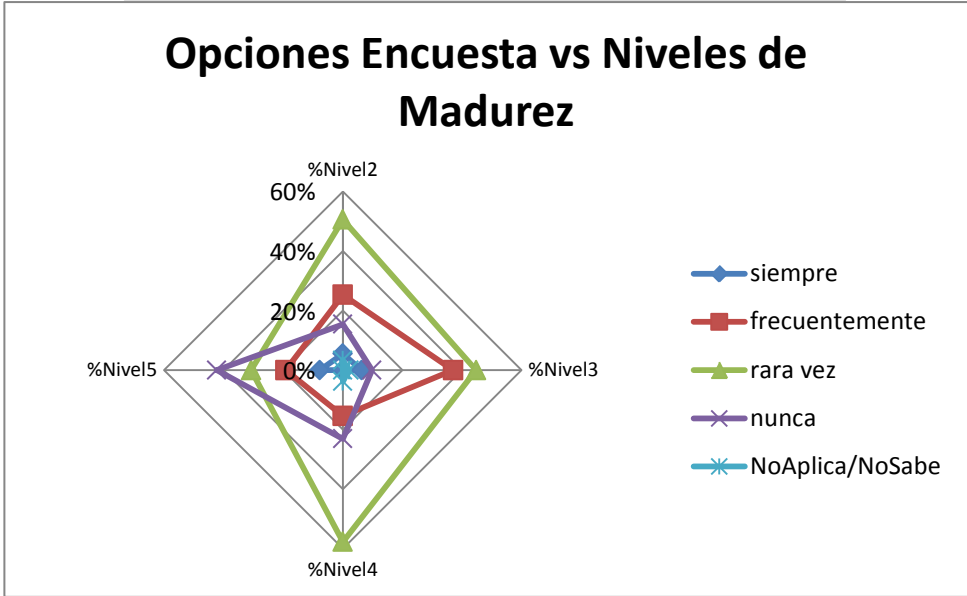 Opciones Encuesta vs Niveles de
Madurez
%Nivel2
60%
40%
20%
0%
%Nivel5
%Nivel3
%Nivel4
siempre
frecuentemente
rara vez
nunca
NoAplica/NoSabe